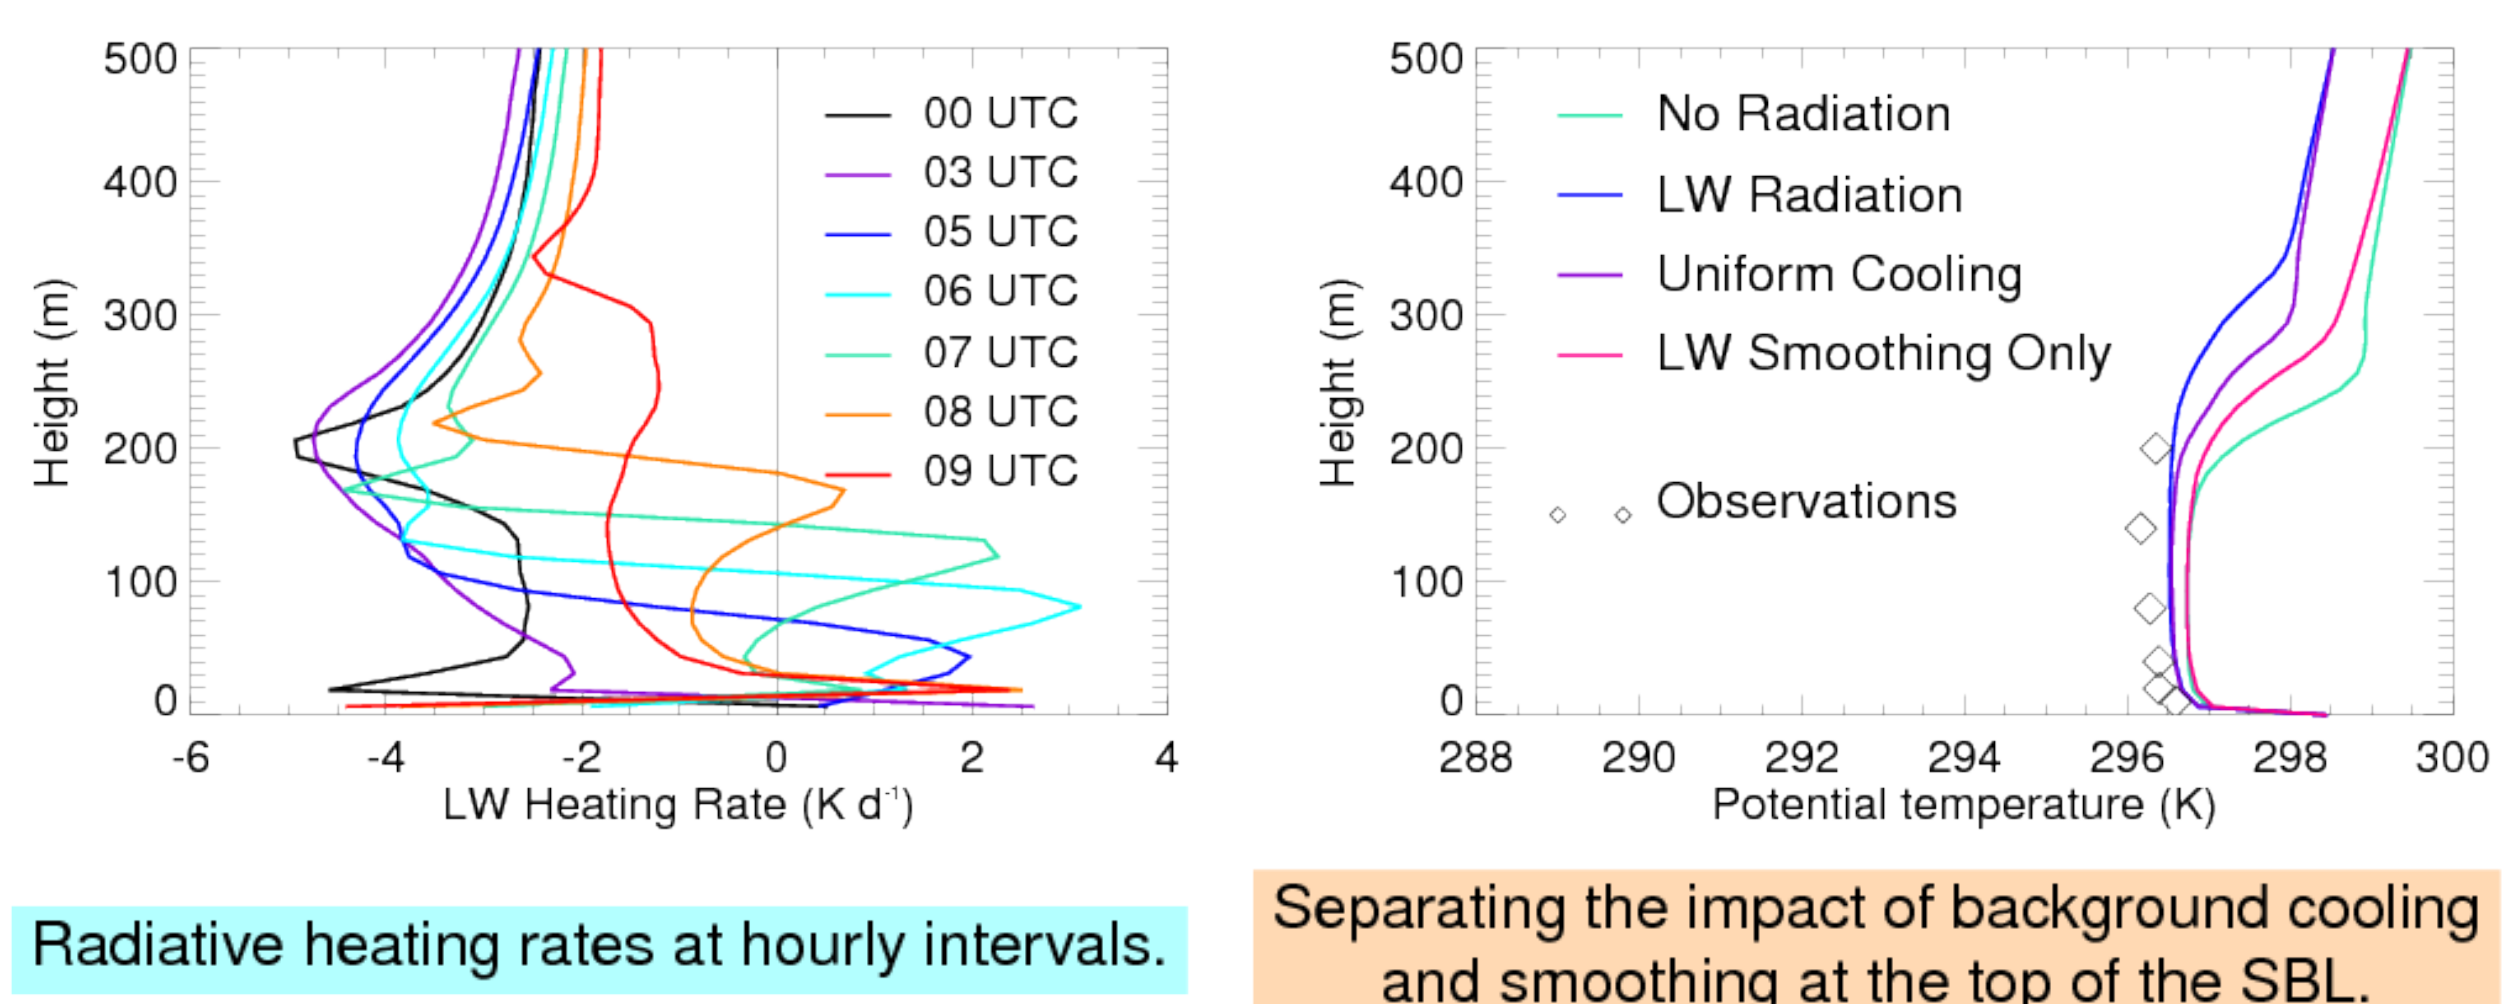 500
400
300
200
100
0
Height (m)
-6 -4 -2 0 2 4
LW Heating Rate (K d⁻¹)
00 UTC
03 UTC
05 UTC
06 UTC
07 UTC
08 UTC
09 UTC
Radiative heating rates at hourly intervals.
500
400
300
200
100
0
Height (m)
288 290 292 294 296 298 300
Potential temperature (K)
No Radiation
LW Radiation
Uniform Cooling
LW Smoothing Only
Observations
Separating the impact of background cooling
and smoothing at the top of the SBL.